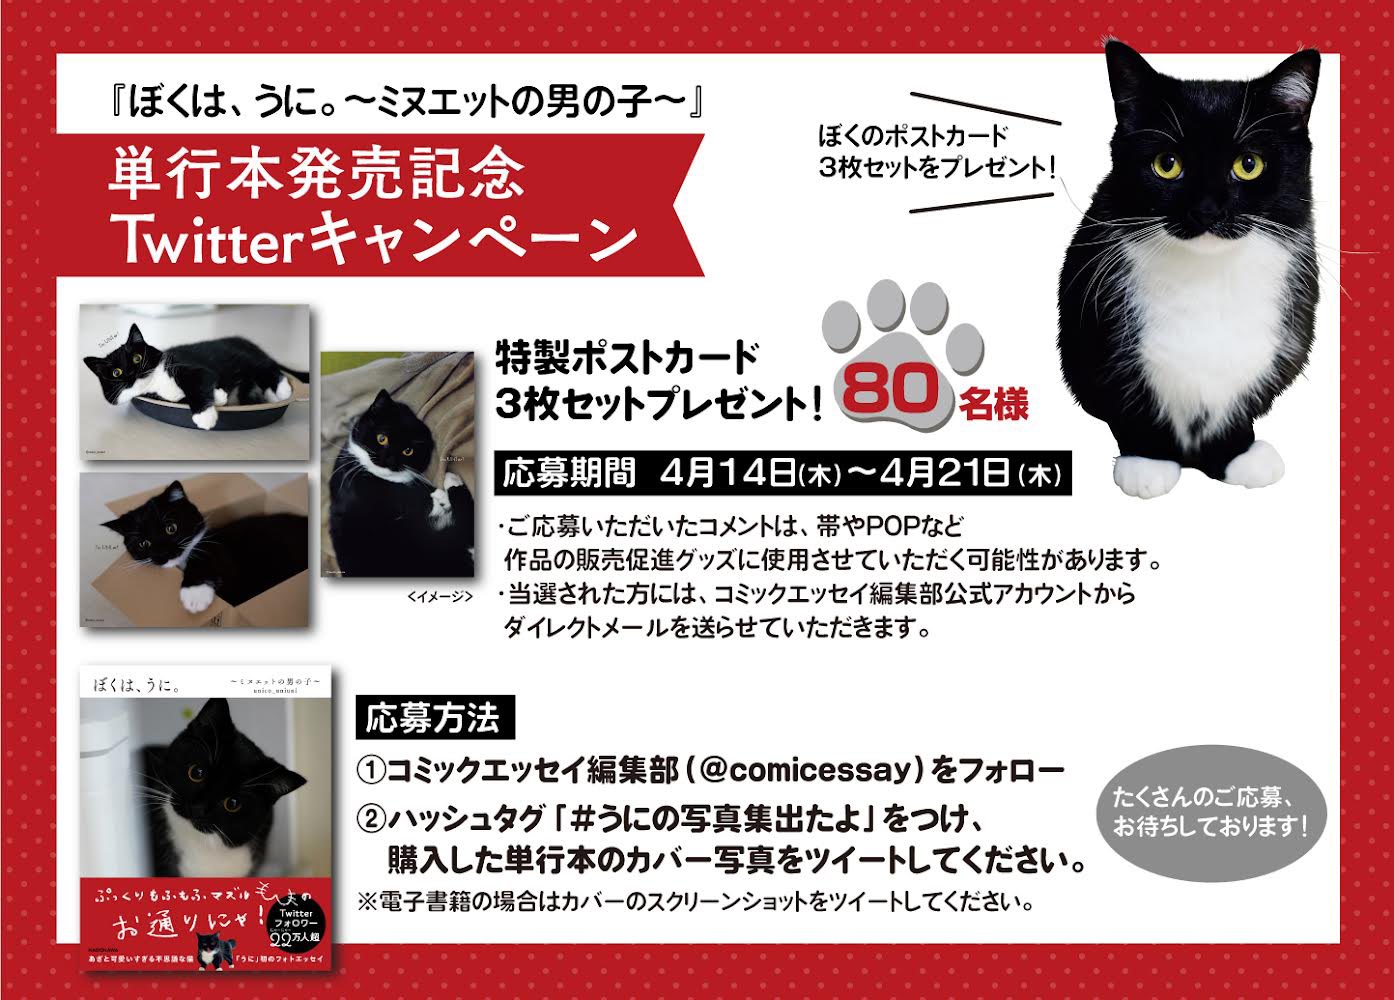 『ぼくは、うに。～ミヌエットの男の子～』
単行本発売記念
Twitterキャンペーン
ぼくのポストカード
3枚セットをプレゼント!
特製ポストカード
3枚セットプレゼント!
80名様
応募期間 4月14日(木)～4月21日(木)
・ご応募いただいたコメントは、帯やPOPなど
作品の販売促進グッズに使用させていただく可能性があります。
・当選された方には、コミックエッセイ編集部公式アカウントから
ダイレクトメールを送らせていただきます。
<イメージ>
ぼくは、うに。
～ミヌエットの男の子～
unico_uniuni
ぷっくりもふもふマズル
お通りにゃ!
Twitter
フォロワー
22万人超
KADOKAWA
あざと可愛いすぎる不思議な猫
「うに」初のフォトエッセイ
応募方法
①コミックエッセイ編集部(@comicessay)をフォロー
②ハッシュタグ「#うにの写真集出たよ」をつけ、
購入した単行本のカバー写真をツイートしてください。
※電子書籍の場合はカバーのスクリーンショットをツイートしてください。
たくさんのご応募、
お待ちしております!